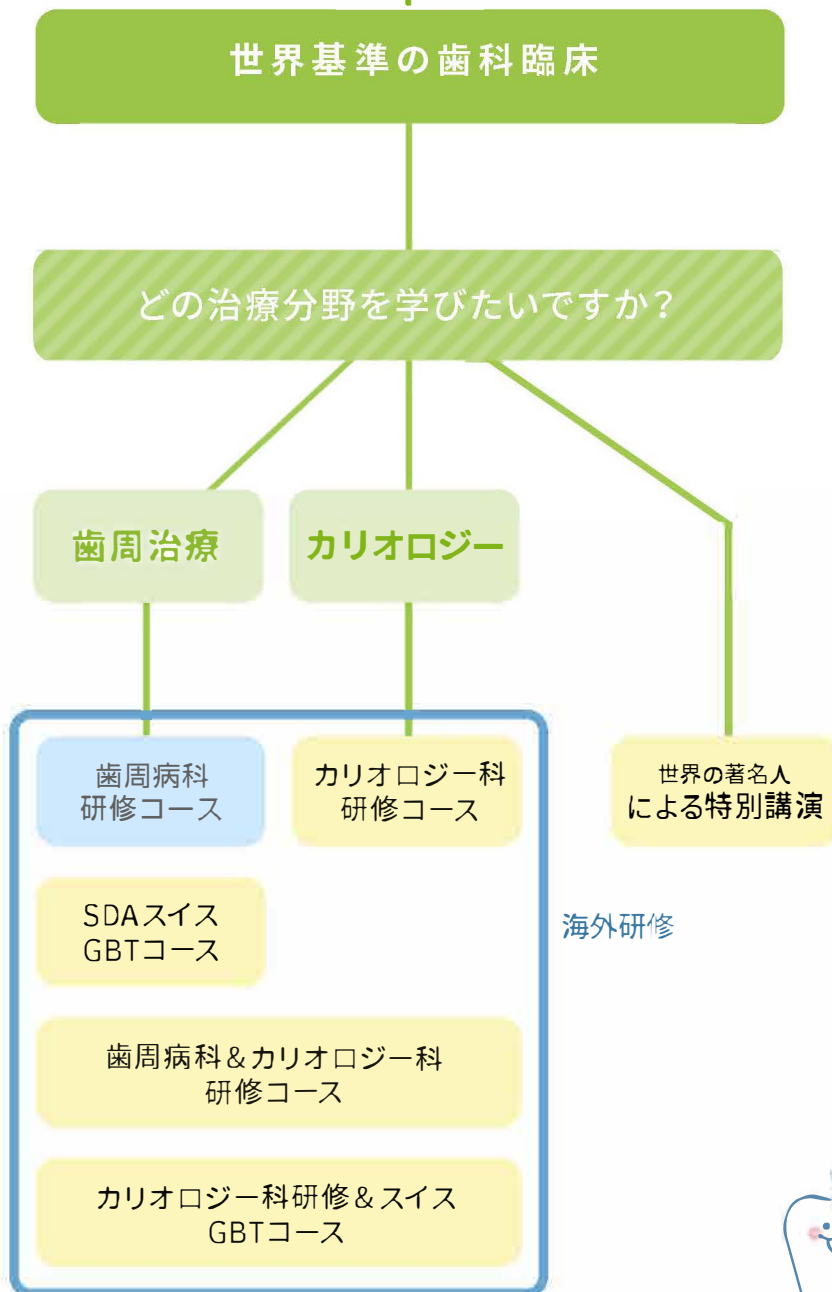 世界基準の歯科臨床
どの治療分野を学びたいですか？
歯周治療
カリオロジー
歯周病科
研修コース
カリオロジー科
研修コース
世界の著名人
による特別講演
SDAスイス
GBTコース
海外研修
歯周病科＆カリオロジー科
研修コース
カリオロジー科研修＆スイス
GBTコース